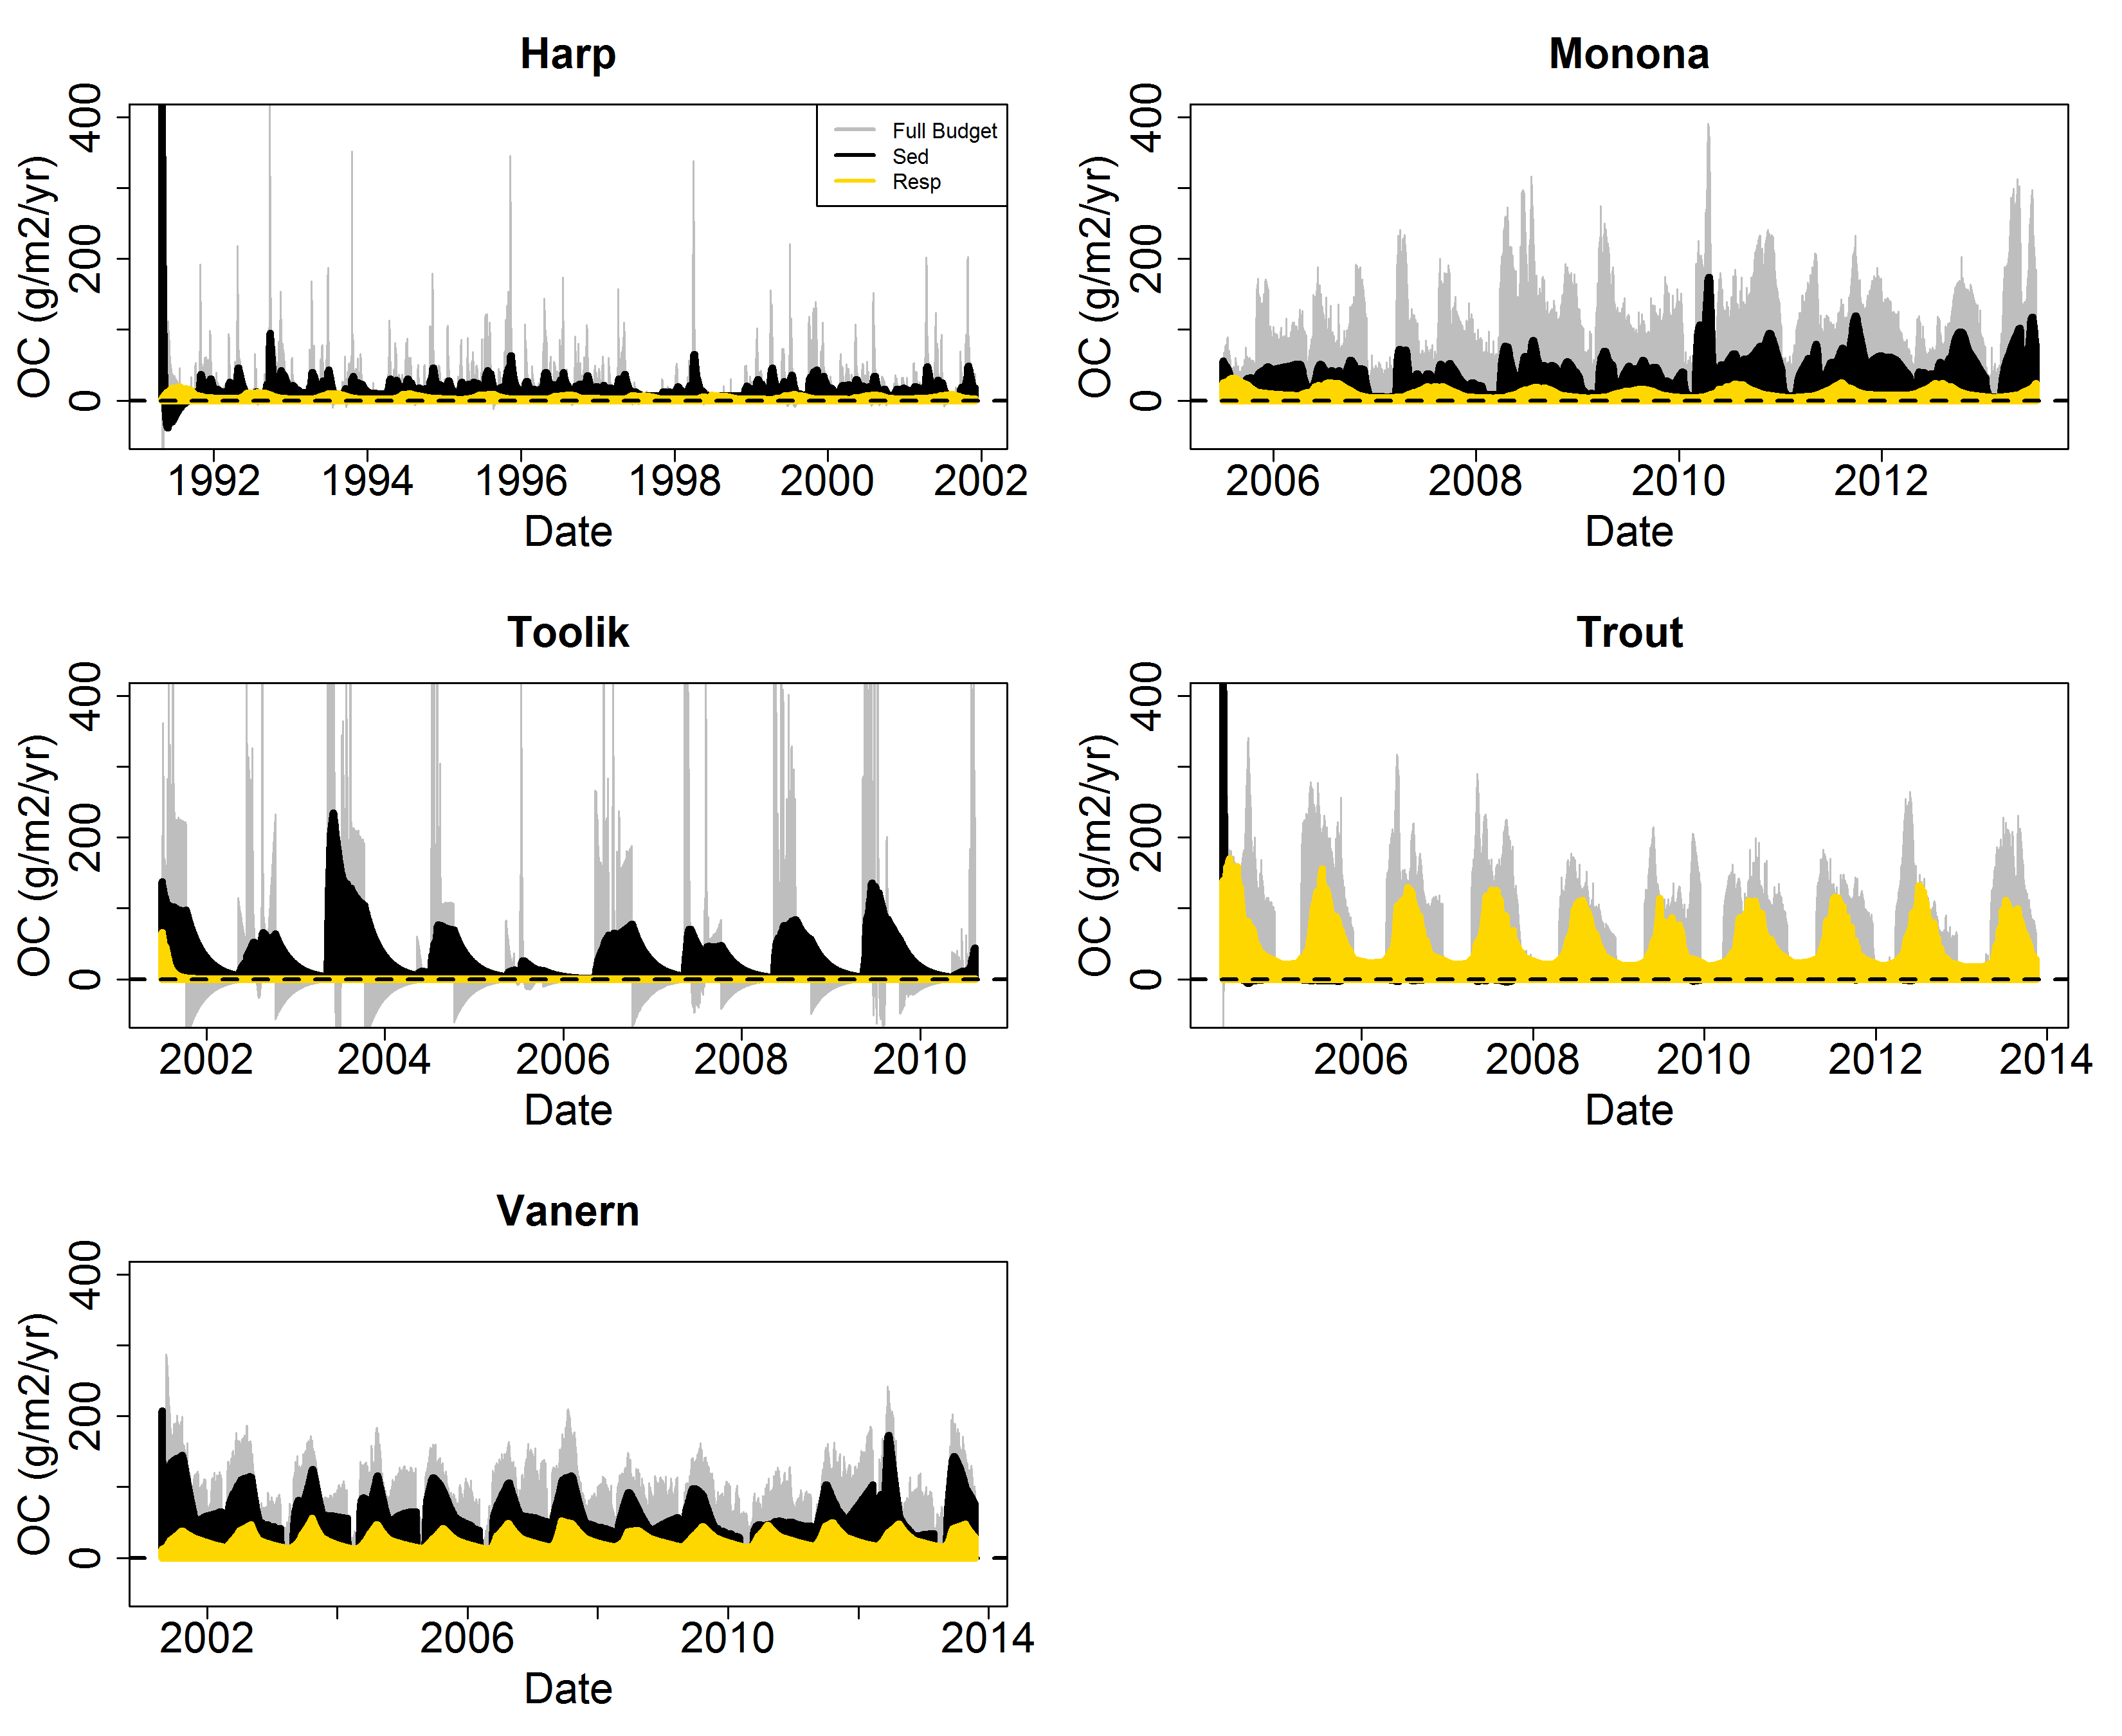 Harp
OC (g/m2/yr)
0 200 400
Full Budget
Sed
Resp
1992 1994 1996 1998 2000 2002
Date
Monona
OC (g/m2/yr)
0 200 400
2006 2008 2010 2012
Date
Toolik
OC (g/m2/yr)
0 200 400
2002 2004 2006 2008 2010
Date
Trout
OC (g/m2/yr)
0 200 400
2006 2008 2010 2012 2014
Date
Vanern
OC (g/m2/yr)
0 200 400
2002 2006 2010 2014
Date